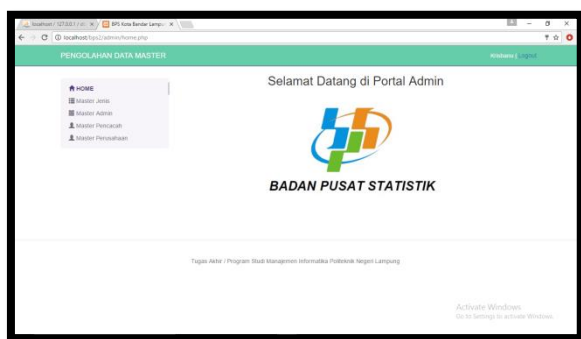 localhost / 127.0.0.1 / st
BPS Kota Bandar Lampu
localhost/bps2/admin/home.php
PENGOLAHAN DATA MASTER
Kristiana | Logout
HOME
Master Jenis
Master Admin
Master Pencacah
Master Perusahaan
Selamat Datang di Portal Admin
BADAN PUSAT STATISTIK
Tugas Akhir / Program Studi Manajemen Informatika Politeknik Negeri Lampung
Activate Windows
Go to Settings to activate Windows.